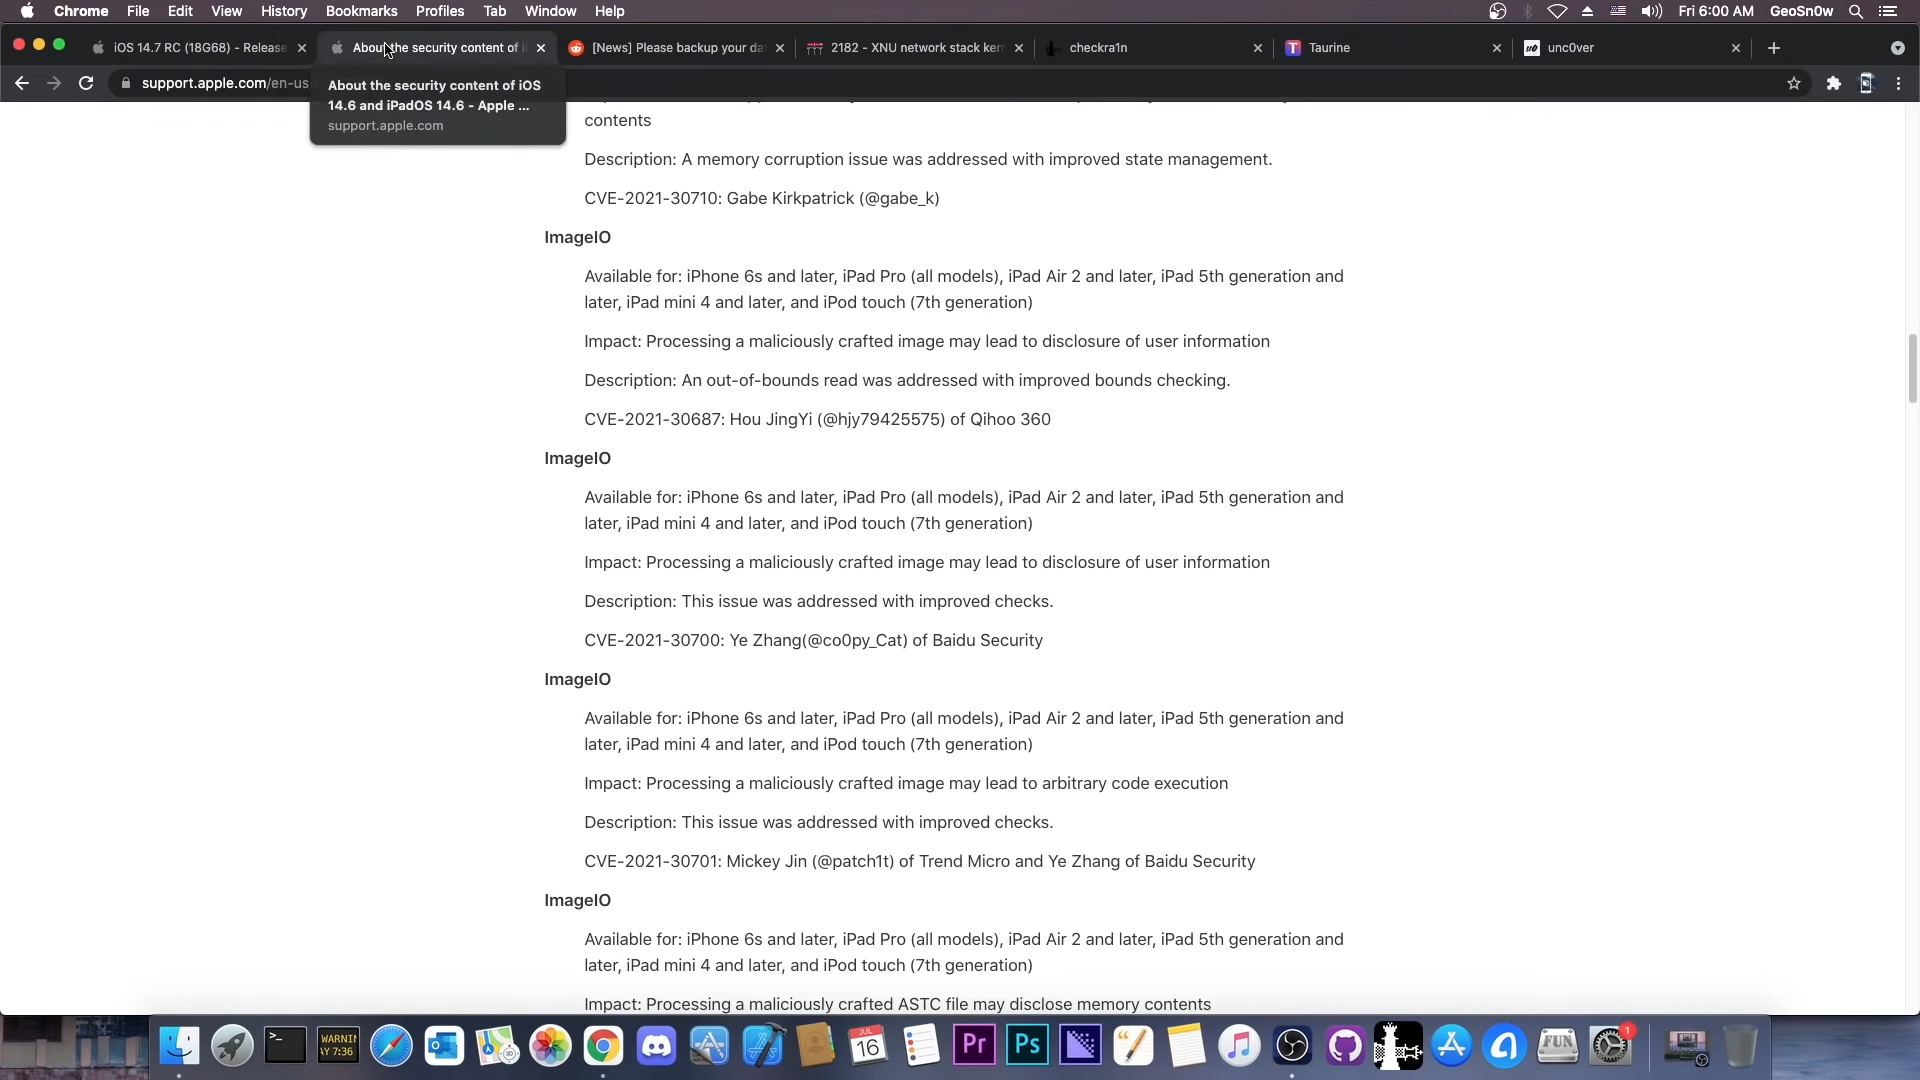 Chrome File Edit View History Bookmarks Profiles Tab Window Help Fri 6:00 AM GeoSn0w
iOS 14.7 RC (18G68) - Release About the security content of i [News] Please backup your da 2182 - XNU network stack ker checkra1n Taurine unc0ver
support.apple.com/en-us
About the security content of iOS
14.6 and iPadOS 14.6 - Apple ...
support.apple.com
contents
Description: A memory corruption issue was addressed with improved state management.
CVE-2021-30710: Gabe Kirkpatrick (@gabe_k)
ImageIO
Available for: iPhone 6s and later, iPad Pro (all models), iPad Air 2 and later, iPad 5th generation and
later, iPad mini 4 and later, and iPod touch (7th generation)
Impact: Processing a maliciously crafted image may lead to disclosure of user information
Description: An out-of-bounds read was addressed with improved bounds checking.
CVE-2021-30687: Hou JingYi (@hjy79425575) of Qihoo 360
ImageIO
Available for: iPhone 6s and later, iPad Pro (all models), iPad Air 2 and later, iPad 5th generation and
later, iPad mini 4 and later, and iPod touch (7th generation)
Impact: Processing a maliciously crafted image may lead to disclosure of user information
Description: This issue was addressed with improved checks.
CVE-2021-30700: Ye Zhang(@co0py_Cat) of Baidu Security
ImageIO
Available for: iPhone 6s and later, iPad Pro (all models), iPad Air 2 and later, iPad 5th generation and
later, iPad mini 4 and later, and iPod touch (7th generation)
Impact: Processing a maliciously crafted image may lead to arbitrary code execution
Description: This issue was addressed with improved checks.
CVE-2021-30701: Mickey Jin (@patch1t) of Trend Micro and Ye Zhang of Baidu Security
ImageIO
Available for: iPhone 6s and later, iPad Pro (all models), iPad Air 2 and later, iPad 5th generation and
later, iPad mini 4 and later, and iPod touch (7th generation)
Impact: Processing a maliciously crafted ASTC file may disclose memory contents
WARNIN
AY 7:36
JUL
16
Pr
Ps
FUN
1